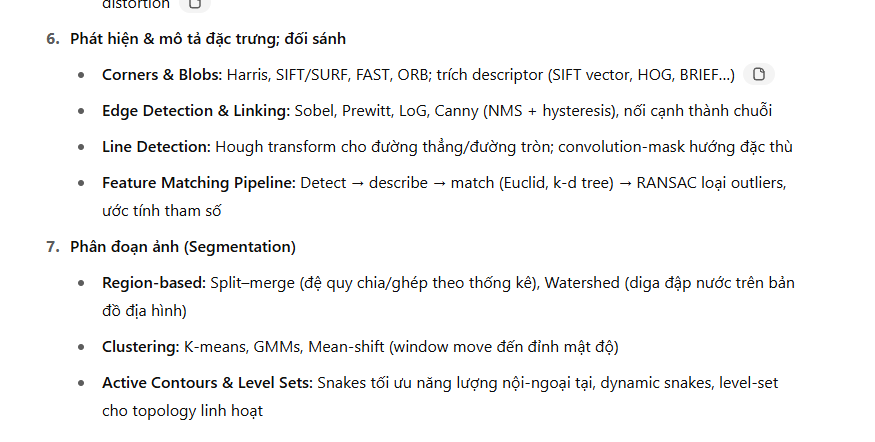 distortion
6. Phát hiện & mô tả đặc trưng; đối sánh
• Corners & Blobs: Harris, SIFT/SURF, FAST, ORB; trích descriptor (SIFT vector, HOG, BRIEF…)
• Edge Detection & Linking: Sobel, Prewitt, LoG, Canny (NMS + hysteresis), nối cạnh thành chuỗi
• Line Detection: Hough transform cho đường thẳng/đường tròn; convolution-mask hướng đặc thù
• Feature Matching Pipeline: Detect → describe → match (Euclid, k-d tree) → RANSAC loại outliers,
ước tính tham số
7. Phân đoạn ảnh (Segmentation)
• Region-based: Split–merge (đệ quy chia/ghép theo thống kê), Watershed (diga đập nước trên bản
đồ địa hình)
• Clustering: K-means, GMMs, Mean-shift (window move đến đỉnh mật độ)
• Active Contours & Level Sets: Snakes tối ưu năng lượng nội-ngoại tại, dynamic snakes, level-set
cho topology linh hoạt